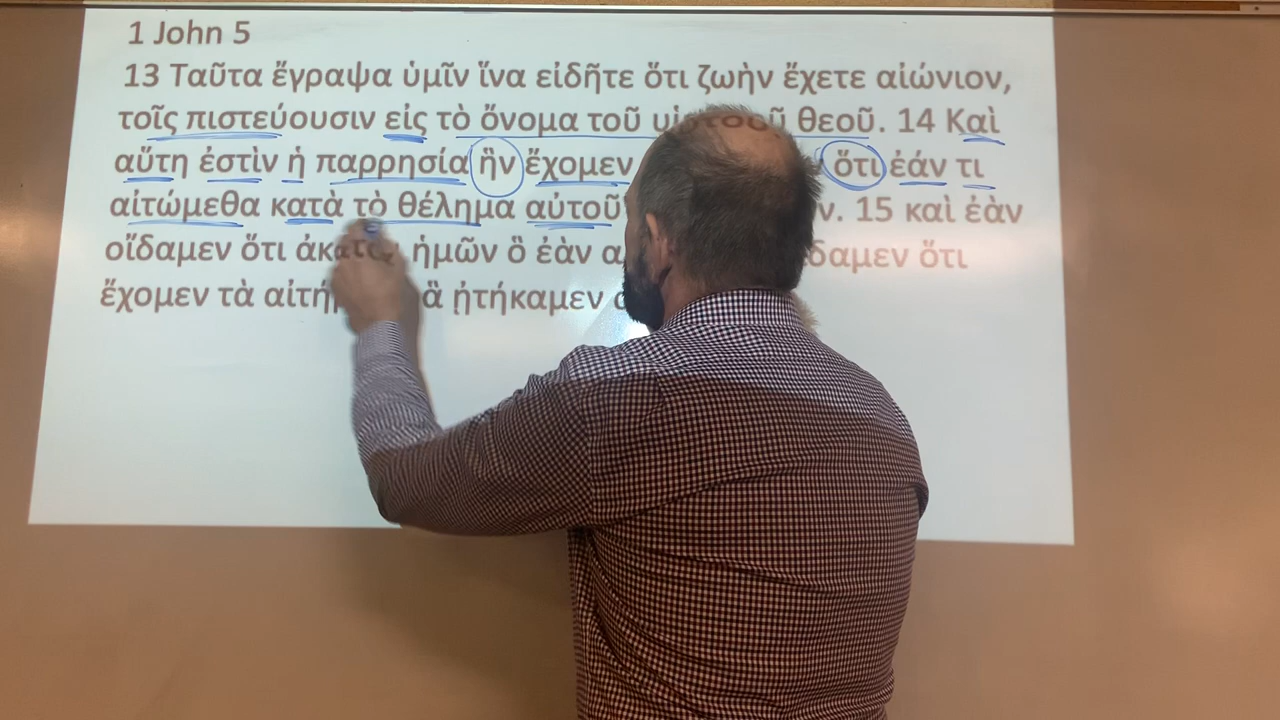 1 John 5
13 Ταῦτα ἔγραψα ὑμῖν ἵνα εἰδῆτε ὅτι ζωὴν ἔχετε αἰώνιον,
τοῖς πιστεύουσιν εἰς τὸ ὄνομα τοῦ θεοῦ. 14 Καὶ
αὕτη ἐστὶν ἡ παρρησία ἣν ἔχομεν ὅτι ἐάν τι
αἰτώμεθα κατὰ τὸ θέλημα αὐτοῦ 15 καὶ ἐὰν
οἴδαμεν ὅτι ἡμῶν ὃ ἐὰν ὅτι
ἔχομεν τὰ ἃ ᾐτήκαμεν